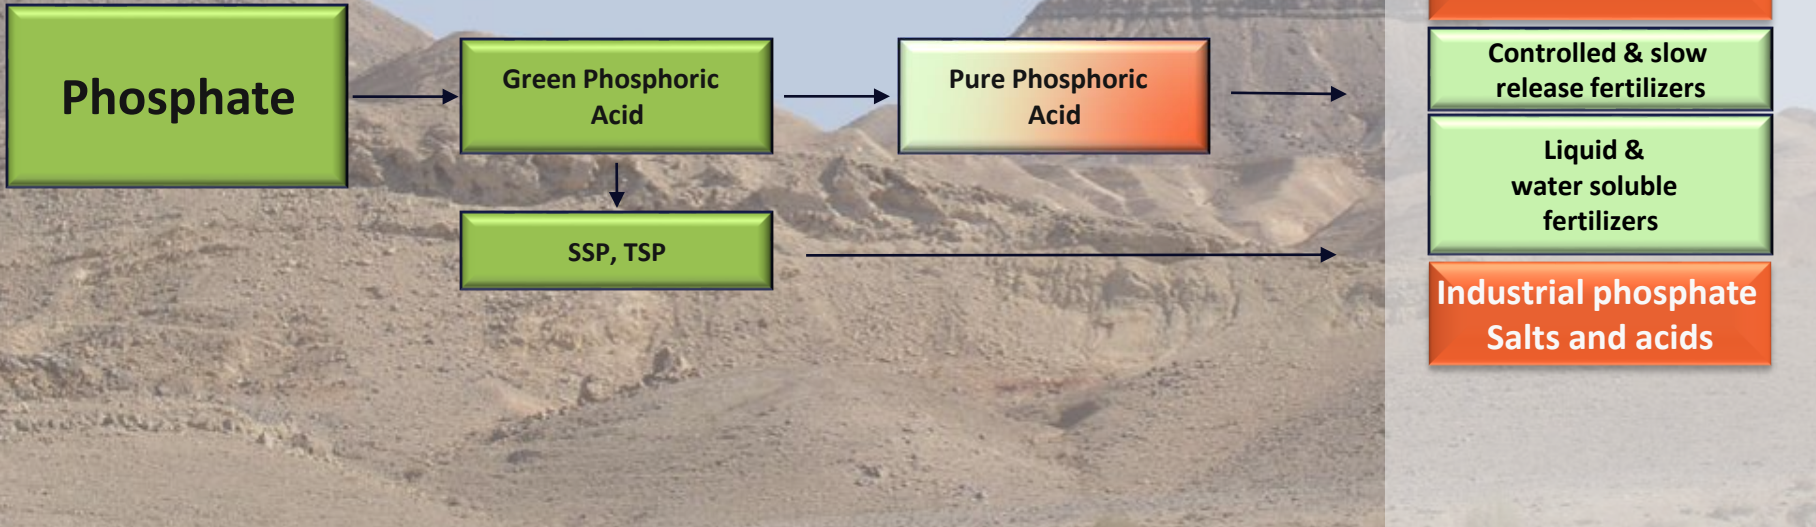 Phosphate
Green Phosphoric
Acid
Pure Phosphoric
Acid
SSP, TSP
Controlled & slow
release fertilizers
Liquid &
water soluble
fertilizers
Industrial phosphate
Salts and acids